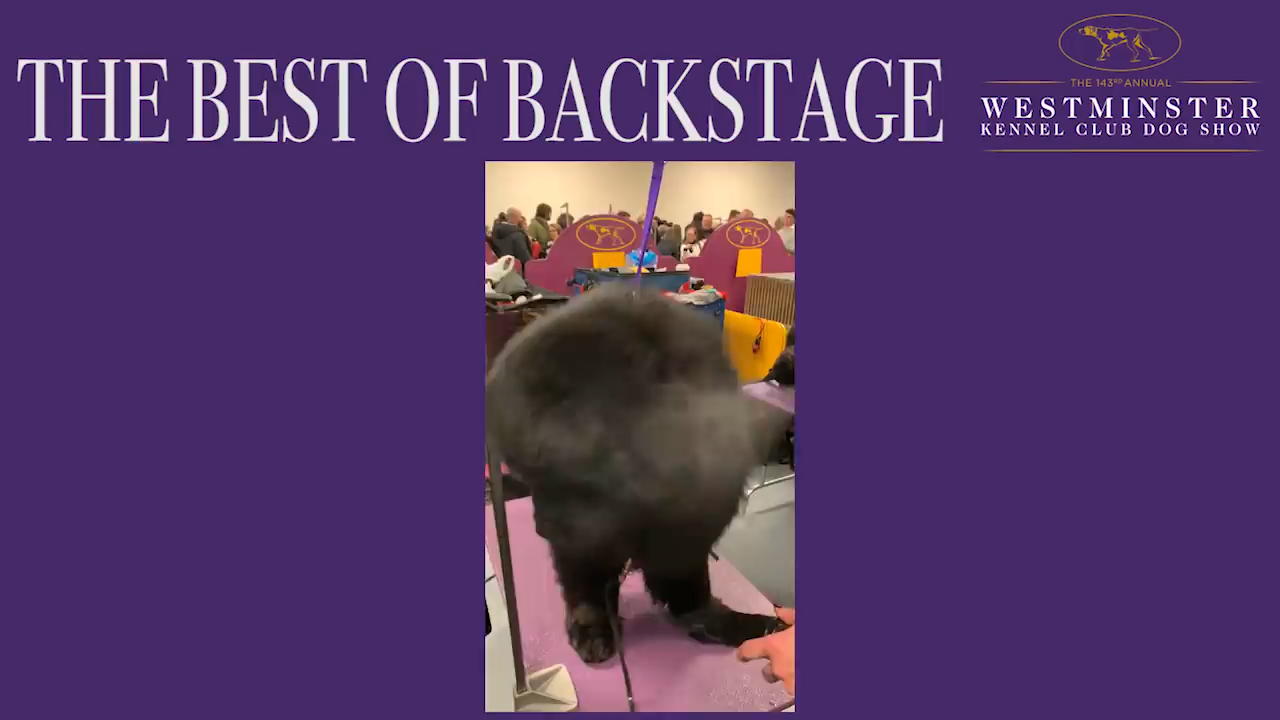 THE BEST OF BACKSTAGE
THE 143RD ANNUAL
WESTMINSTER
KENNEL CLUB DOG SHOW